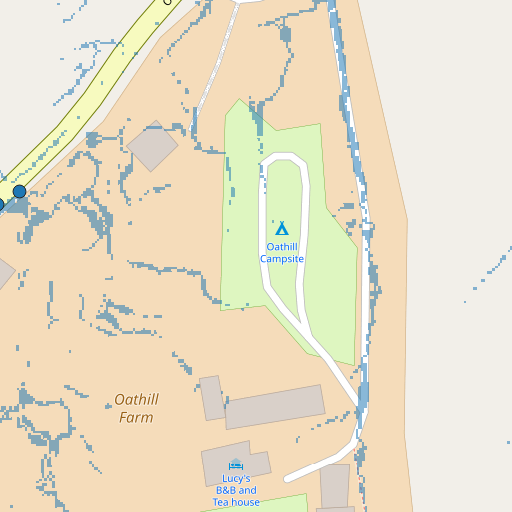 Oathill
Campsite
Oathill
Farm
Lucy's
B&B and
Tea house